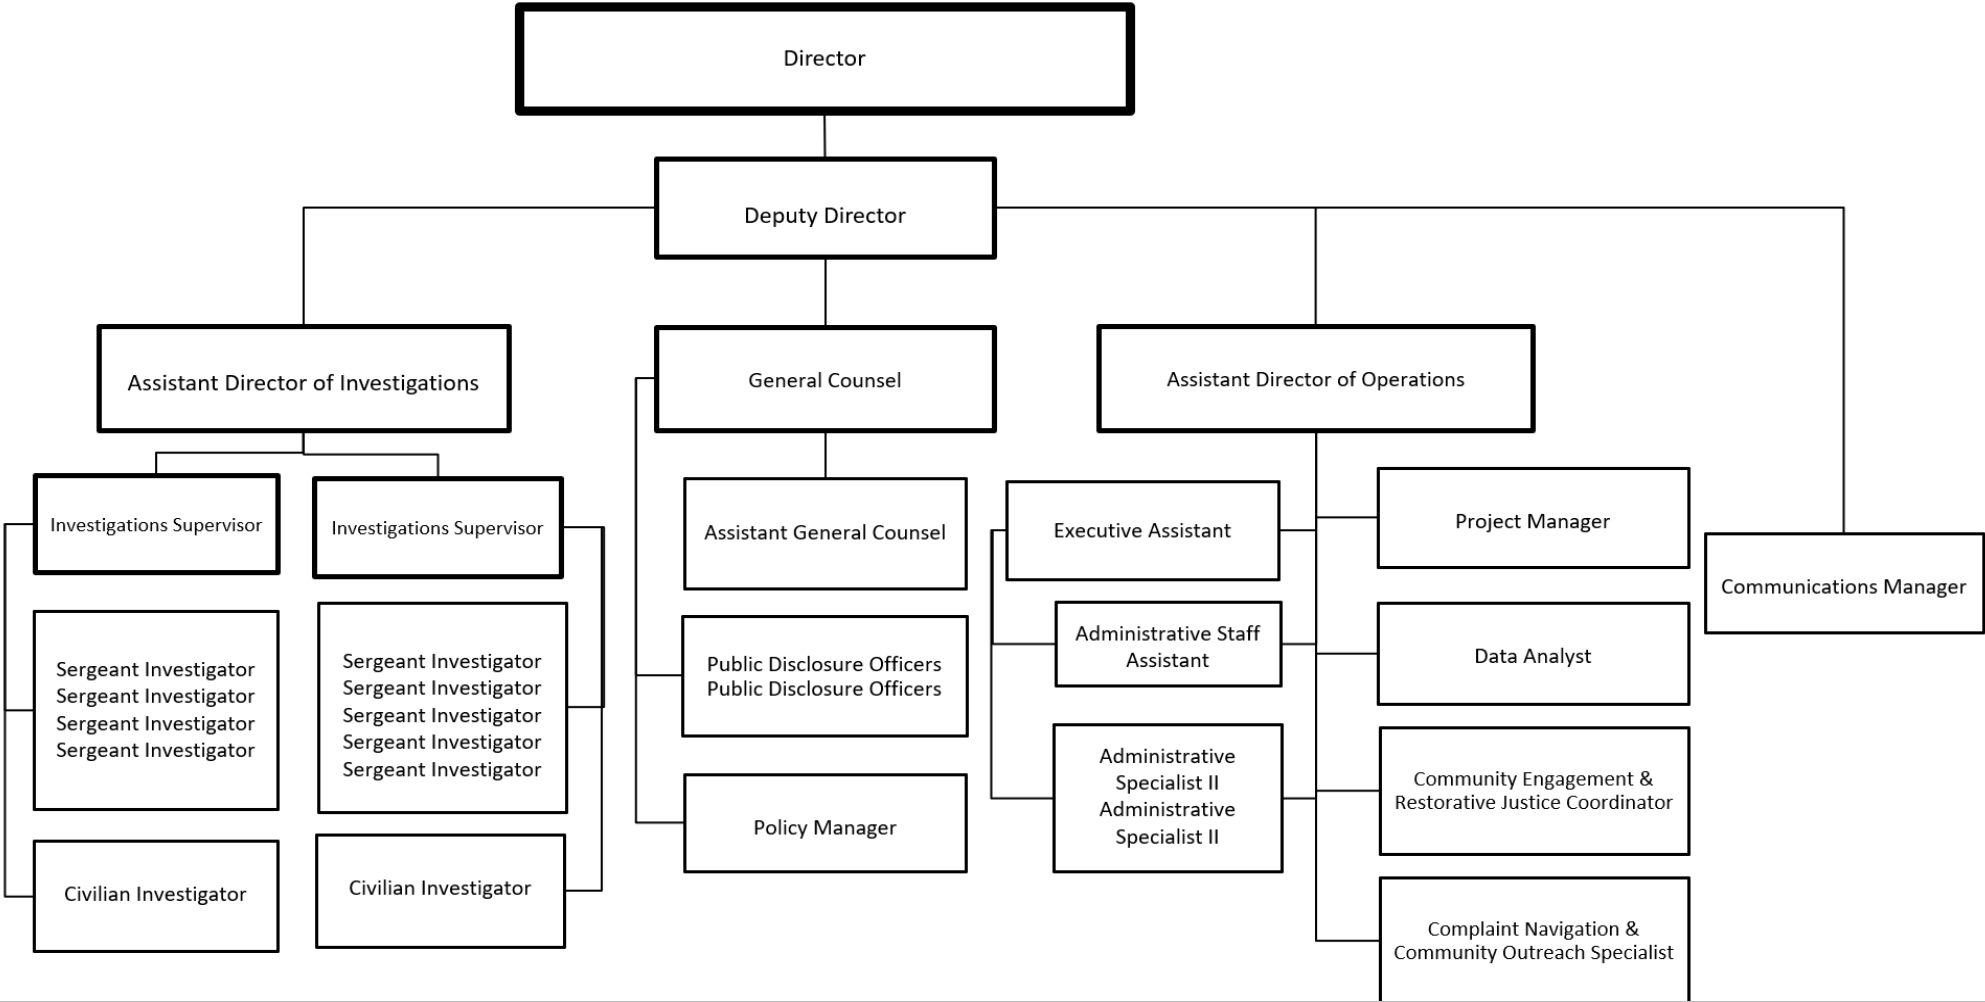 Director
Deputy Director
Assistant Director of Investigations
General Counsel
Assistant Director of Operations
Communications Manager
Investigations Supervisor
Investigations Supervisor
Sergeant Investigator
Sergeant Investigator
Sergeant Investigator
Sergeant Investigator
Sergeant Investigator
Sergeant Investigator
Sergeant Investigator
Sergeant Investigator
Sergeant Investigator
Civilian Investigator
Civilian Investigator
Assistant General Counsel
Public Disclosure Officers
Public Disclosure Officers
Policy Manager
Executive Assistant
Administrative Staff
Assistant
Administrative
Specialist II
Administrative
Specialist II
Project Manager
Data Analyst
Community Engagement &
Restorative Justice Coordinator
Complaint Navigation &
Community Outreach Specialist